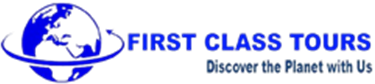 FIRST CLASS TOURS
Discover the Planet with Us